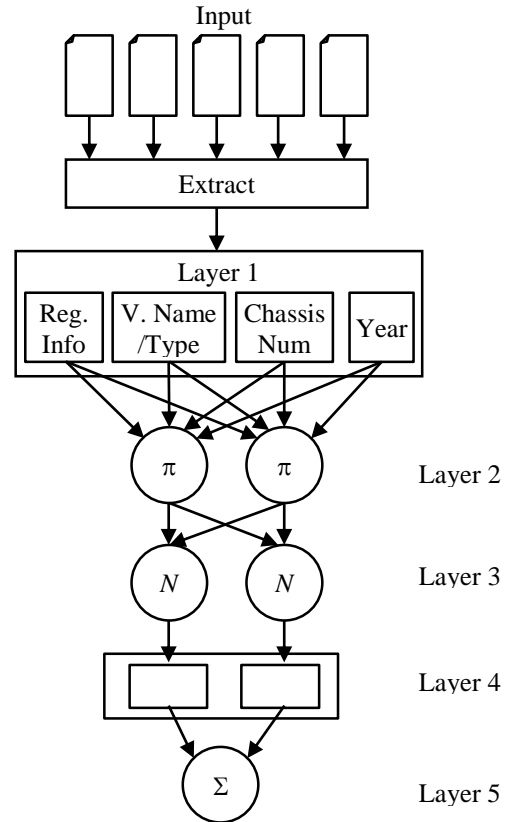 Input
Extract
Layer 1
Reg. Info
V. Name /Type
Chassis Num
Year
π π
Layer 2
N N
Layer 3
Layer 4
Σ
Layer 5